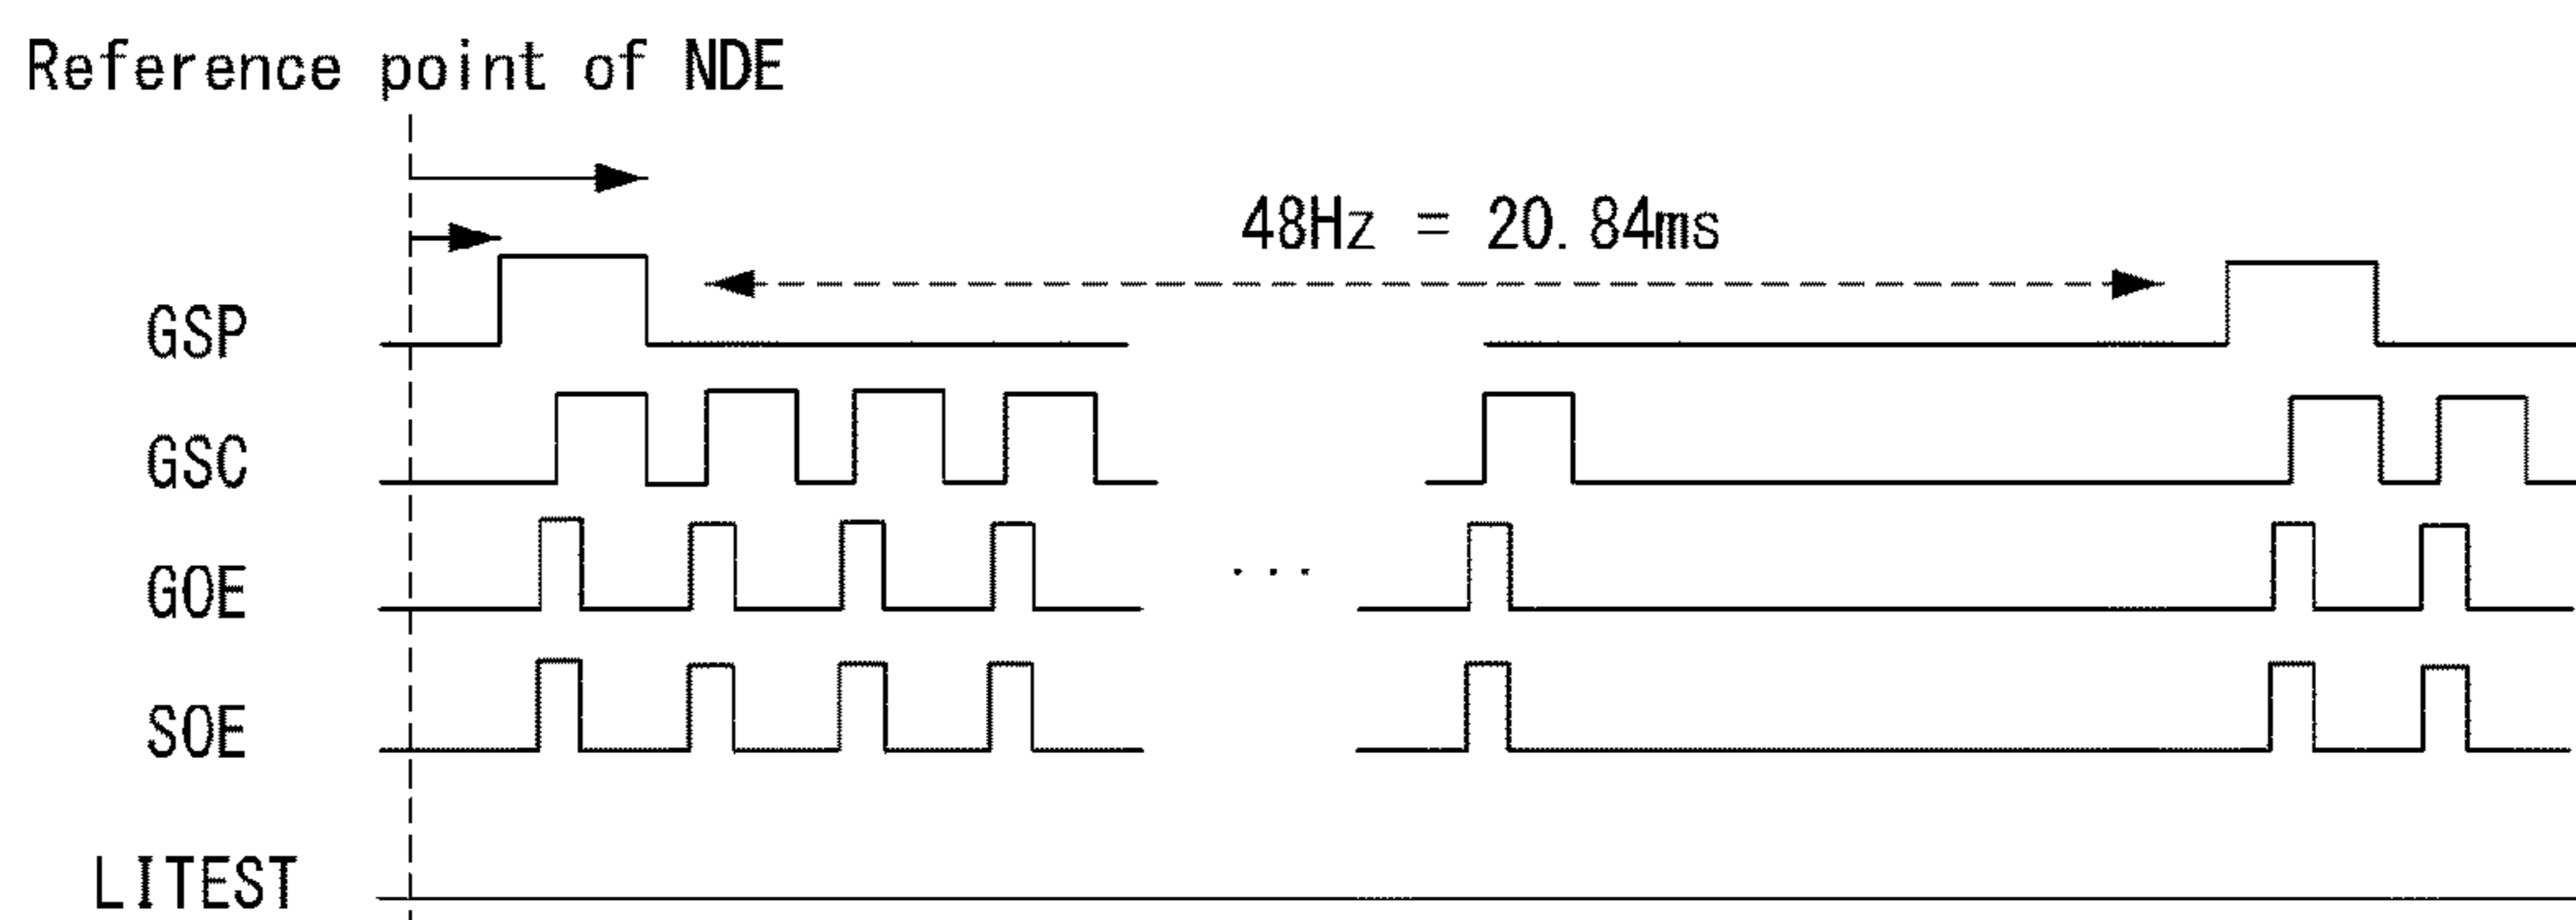 Reference point of NDE
48Hz = 20.84ms
GSP
GSC
GOE
...
SOE
LITEST